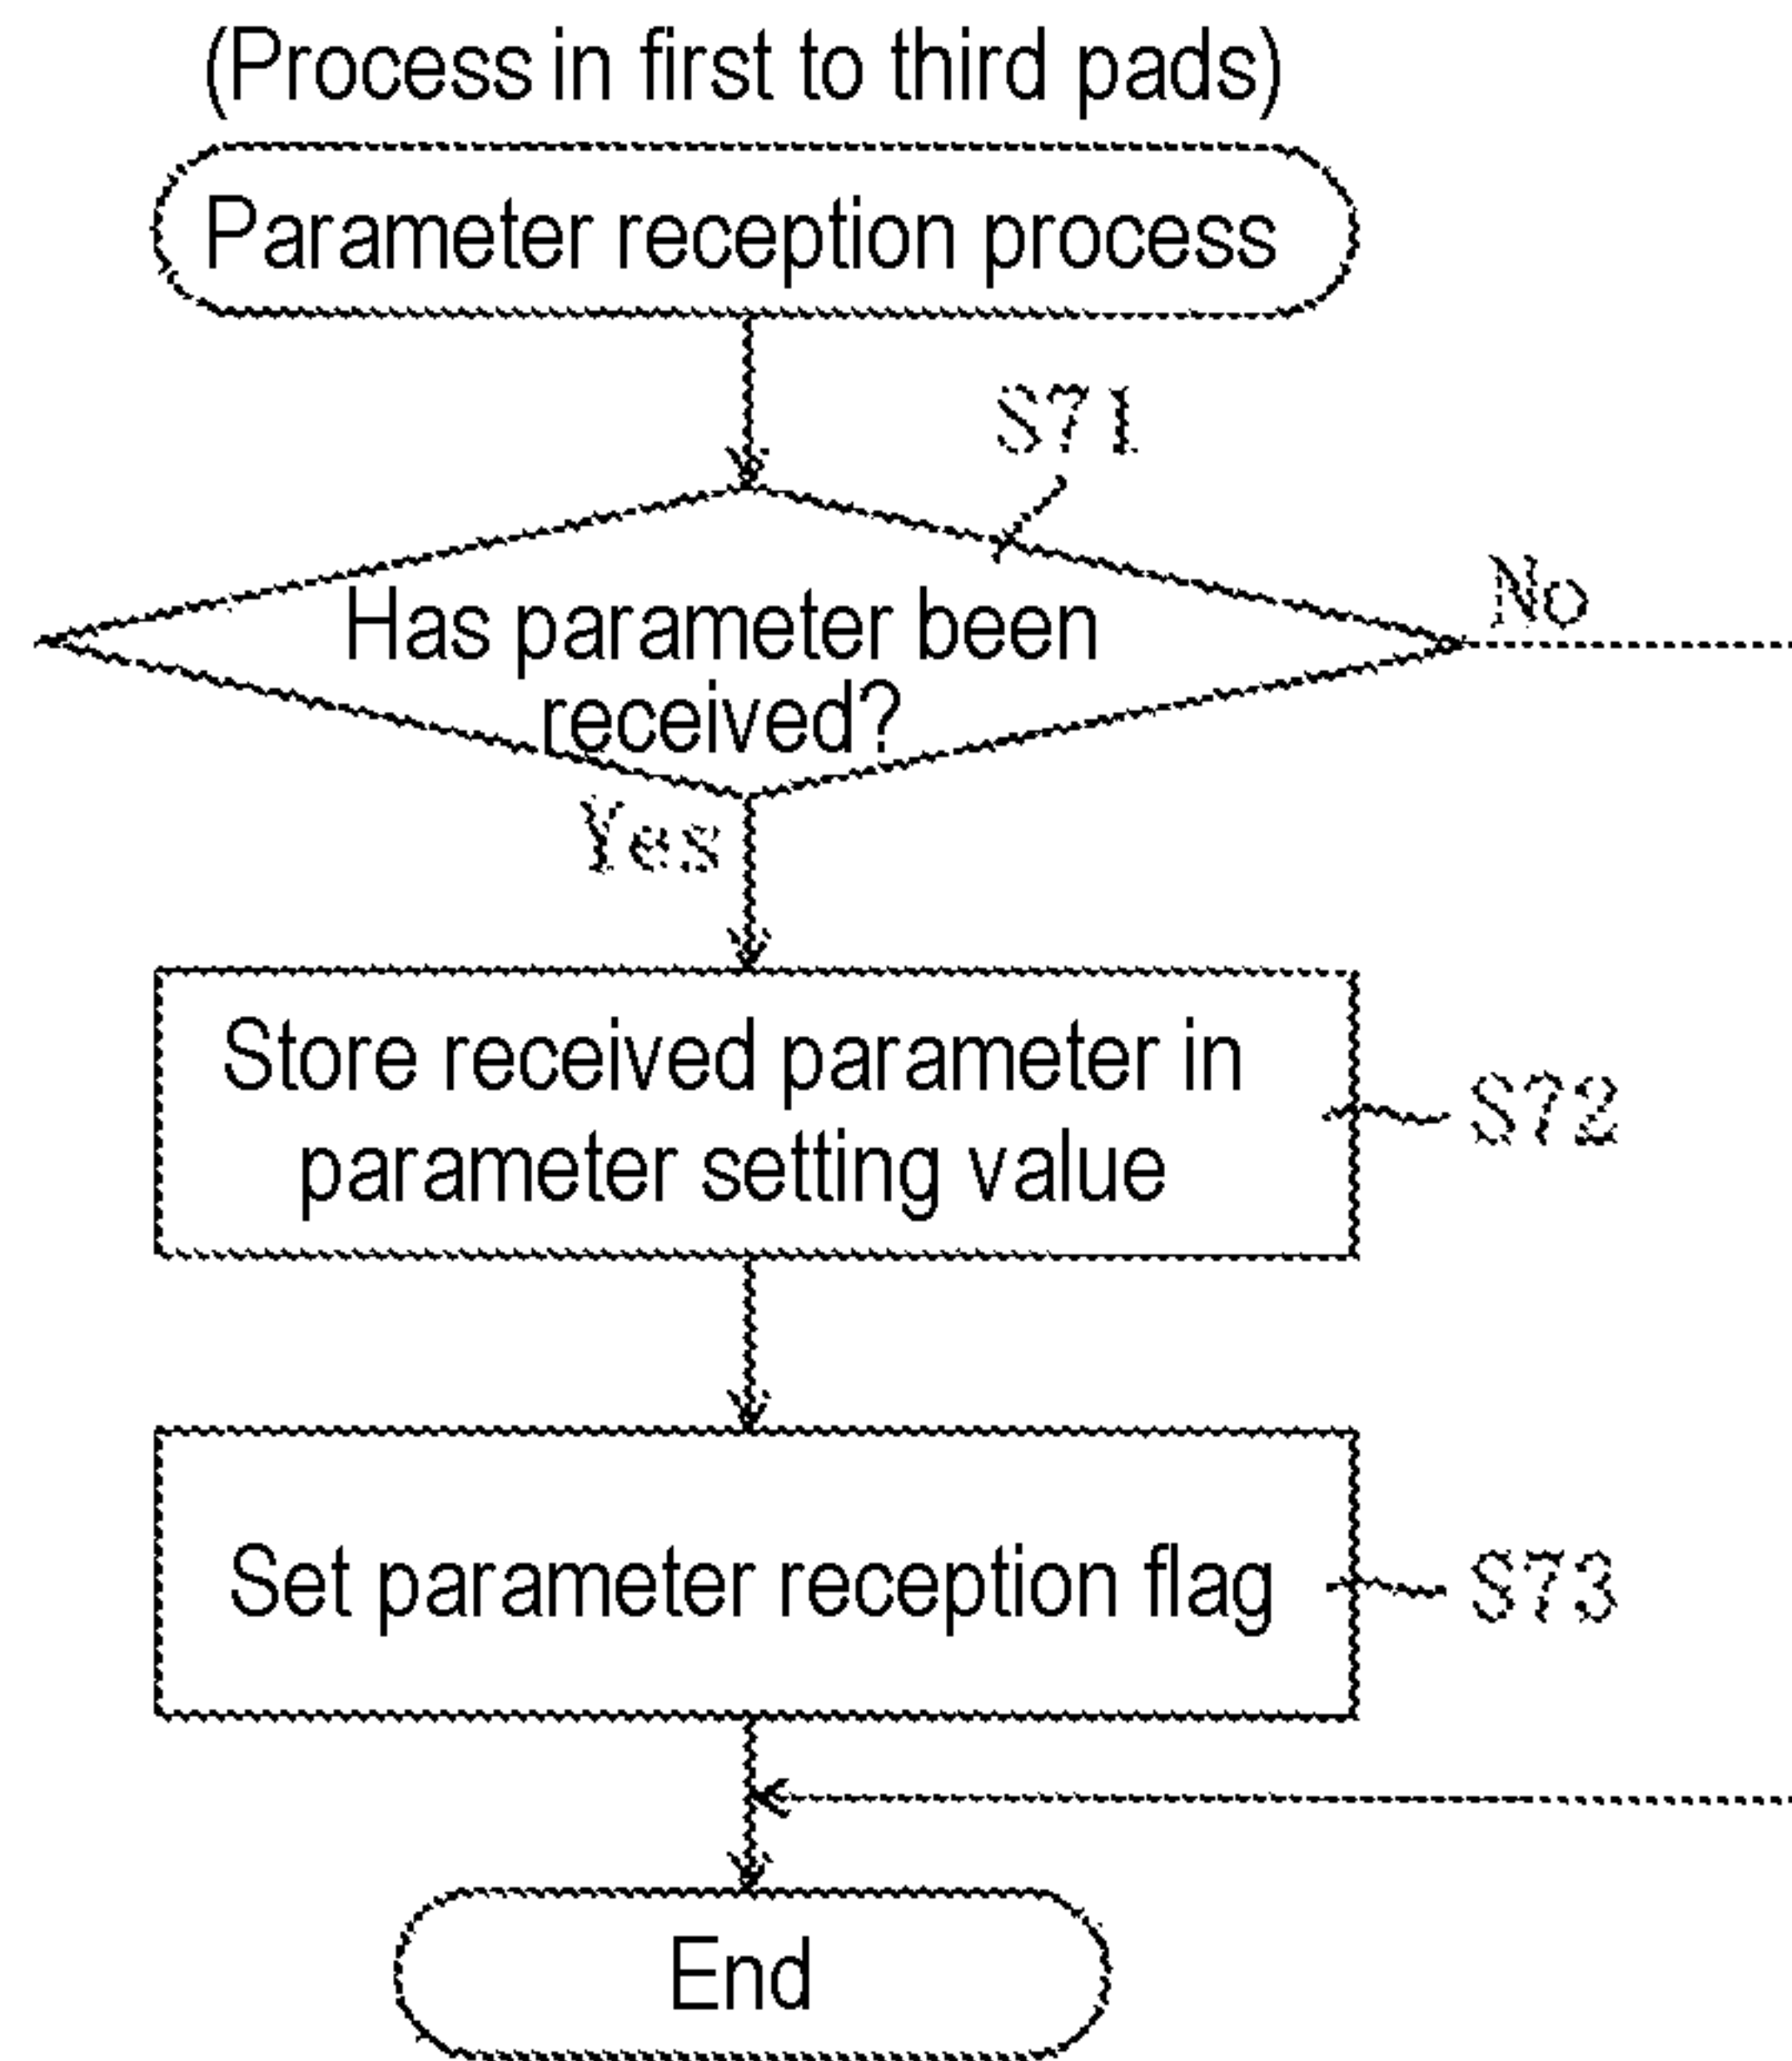 (Process in first to third pads)
Parameter reception process
S71
Has parameter been
received?
No
Yes
Store received parameter in
parameter setting value
S72
Set parameter reception flag
S73
End